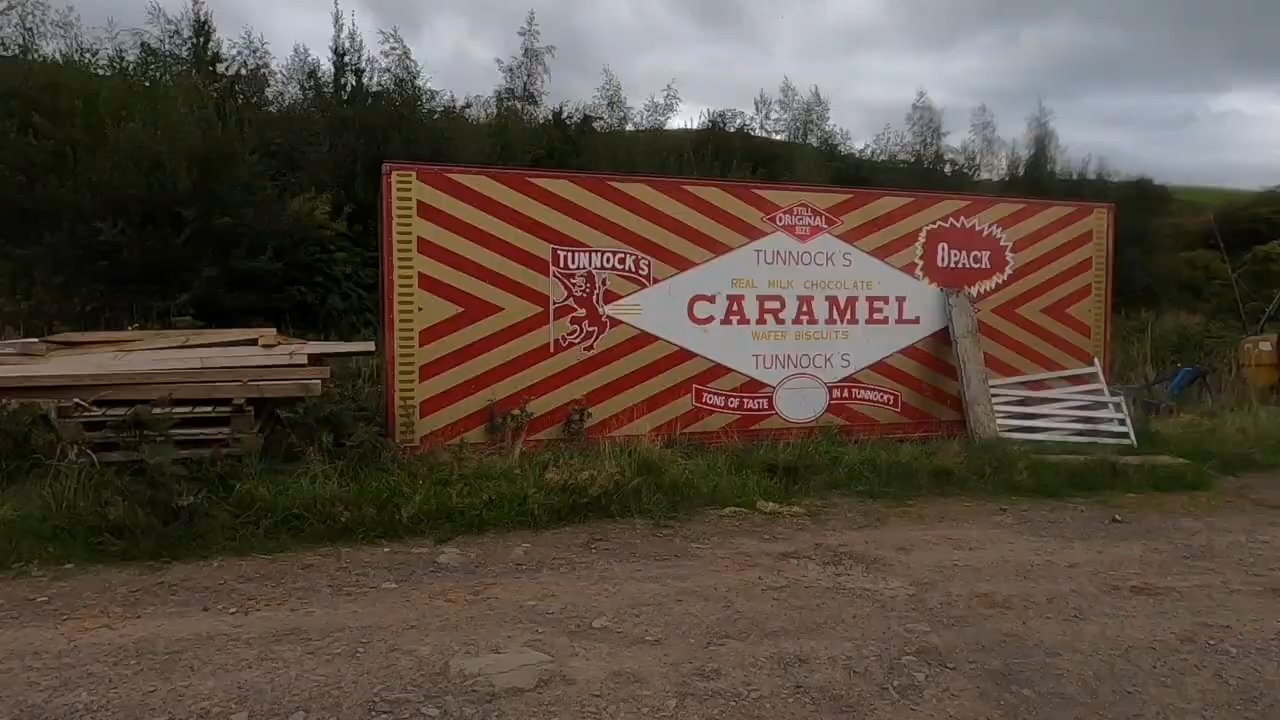 STILL
ORIGINAL
SIZE
TUNNOCK'S
TUNNOCK'S
8PACK
REAL MILK CHOCOLATE
CARAMEL
WAFER BISCUITS
TUNNOCK'S
TONS OF TASTE
IN A TUNNOCK'S